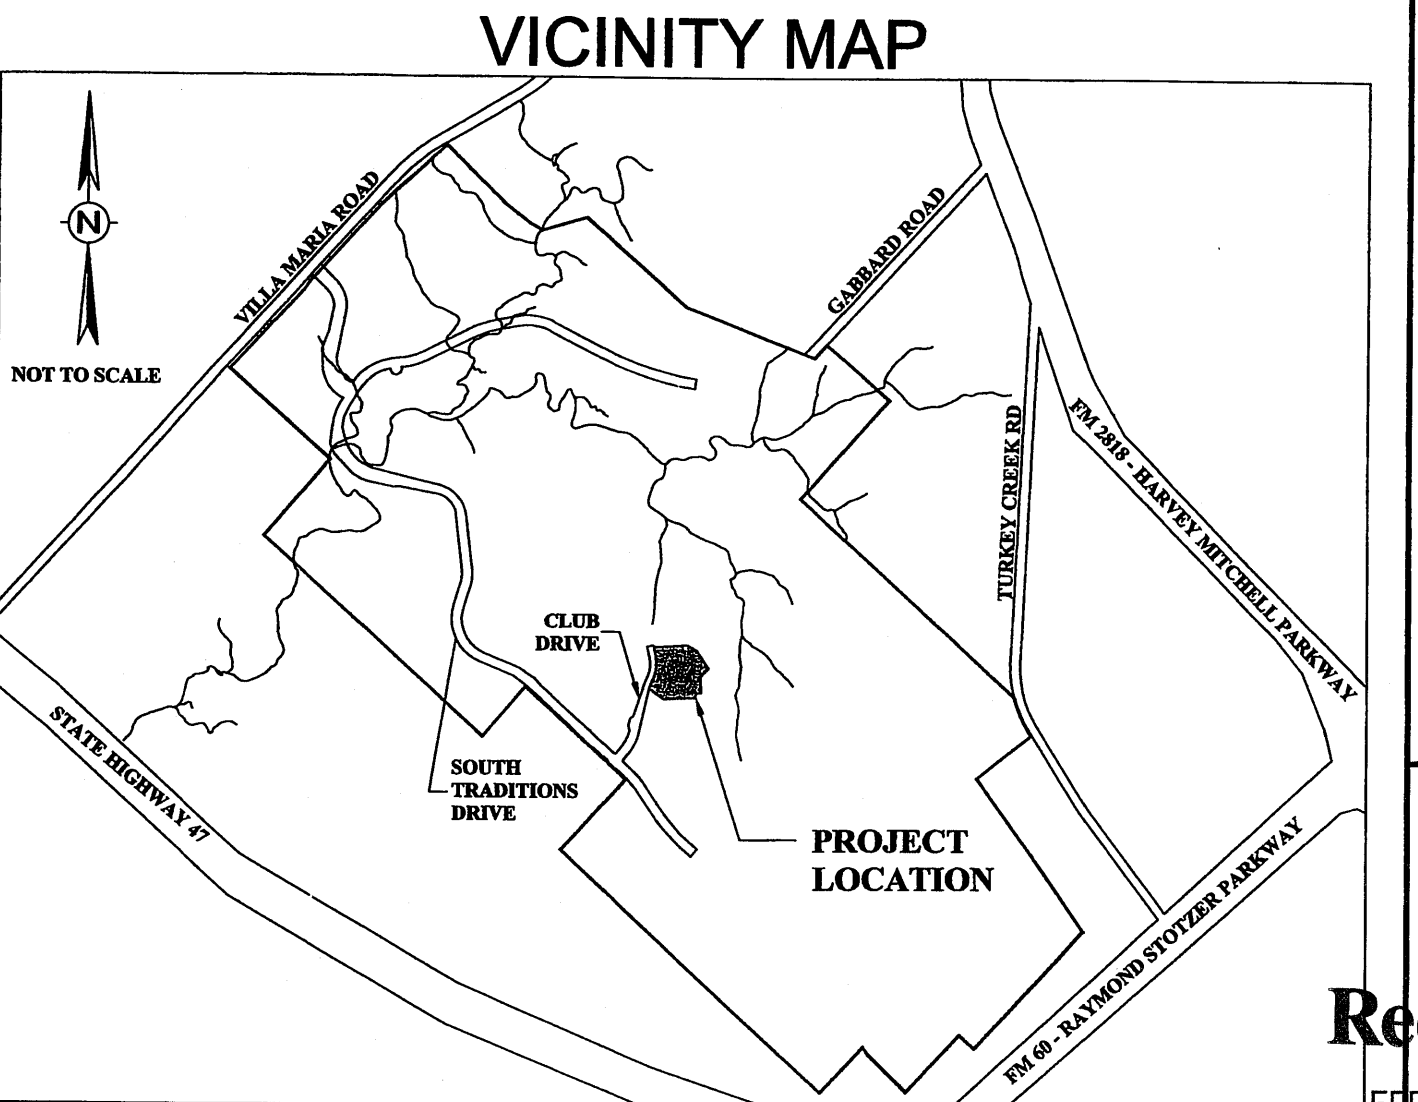 VICINITY MAP
N
NOT TO SCALE
VILLA MARIA ROAD
GABBARD ROAD
TURKEY CREEK RD
FM 2818 - HARVEY MITCHELL PARKWAY
CLUB
DRIVE
STATE HIGHWAY 47
SOUTH
TRADITIONS
DRIVE
PROJECT
LOCATION
FM 60 - RAYMOND STOTZER PARKWAY